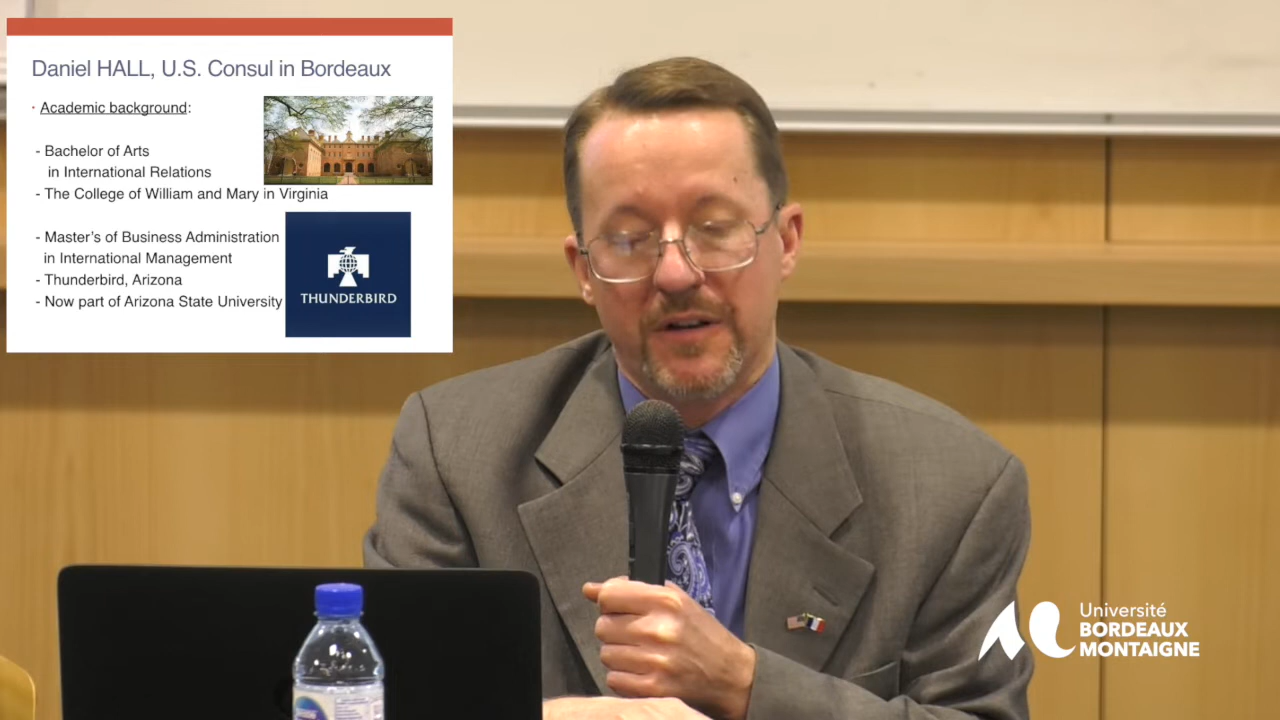 Daniel HALL, U.S. Consul in Bordeaux
· Academic background:
- Bachelor of Arts
in International Relations
- The College of William and Mary in Virginia
- Master's of Business Administration
in International Management
- Thunderbird, Arizona
- Now part of Arizona State University
THUNDERBIRD
Université
BORDEAUX
MONTAIGNE